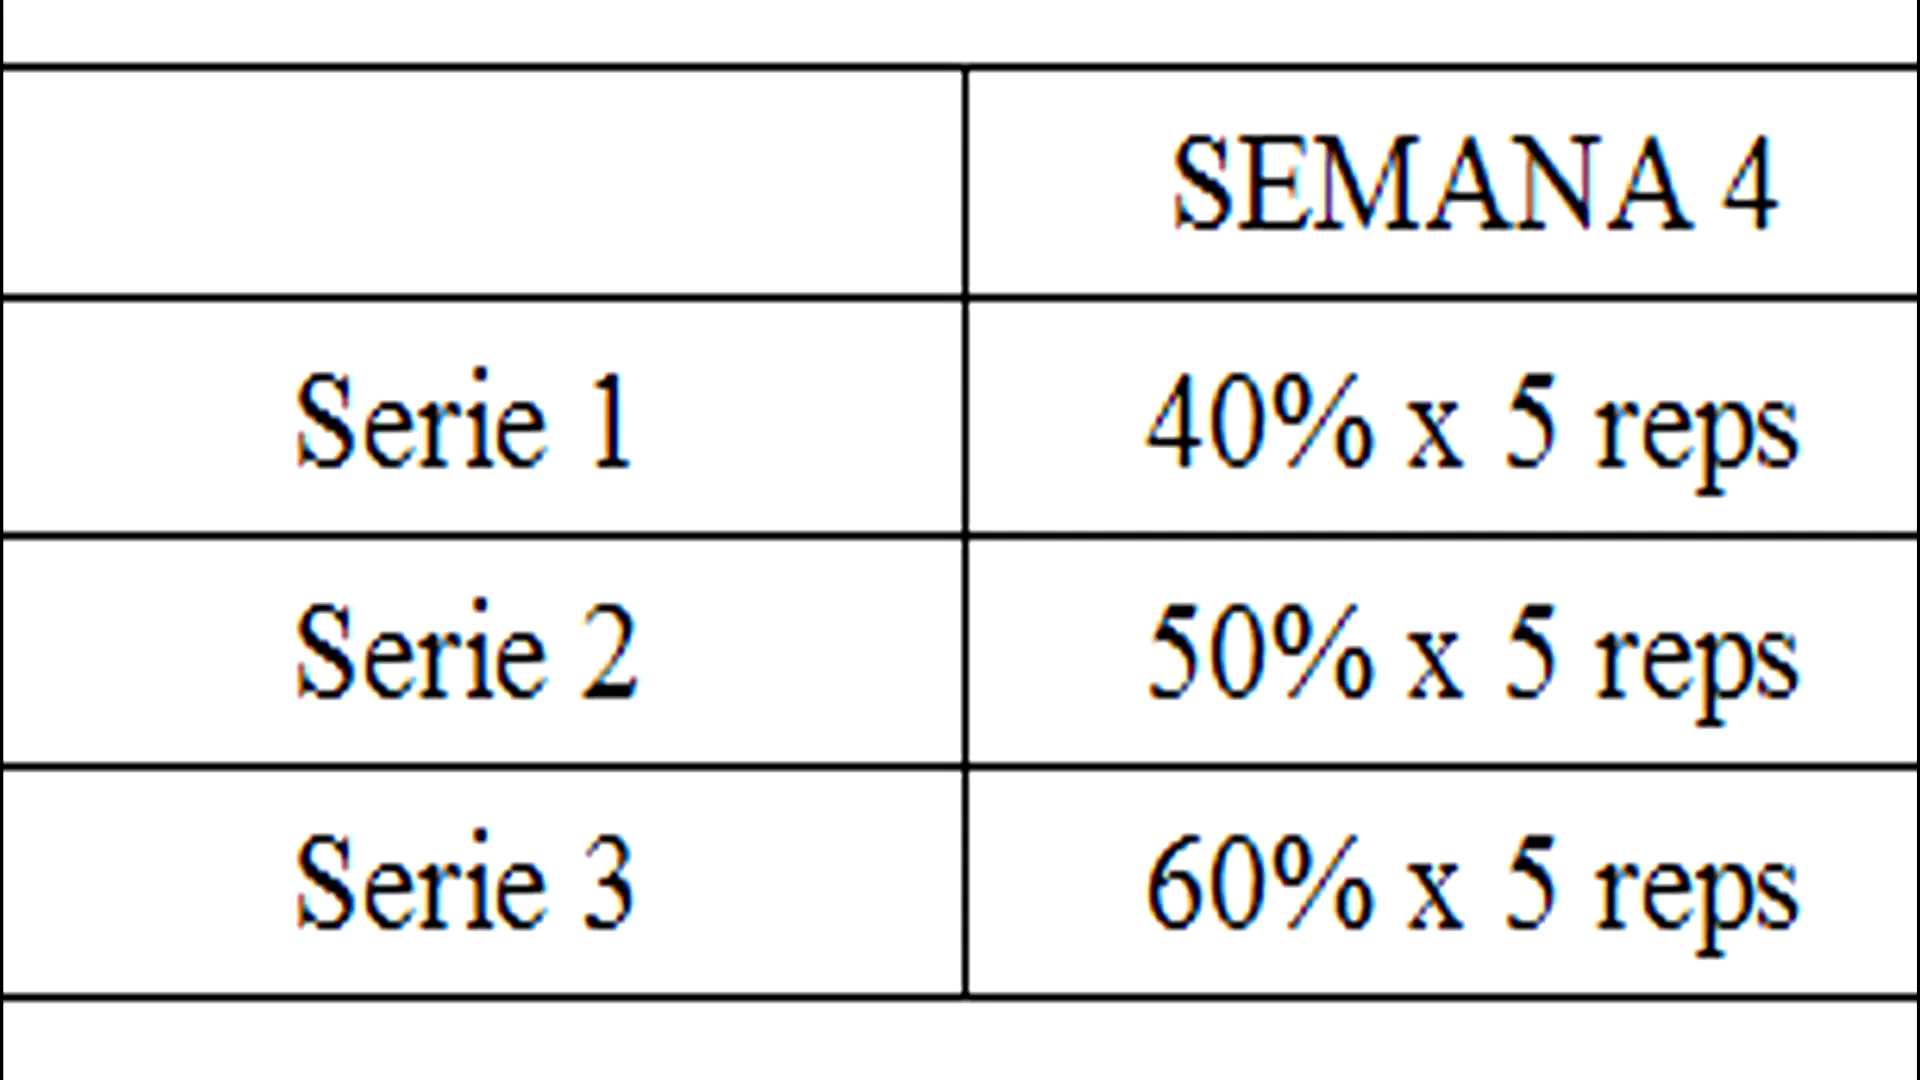 SEMANA 4
Serie 1 40% x 5 reps
Serie 2 50% x 5 reps
Serie 3 60% x 5 reps